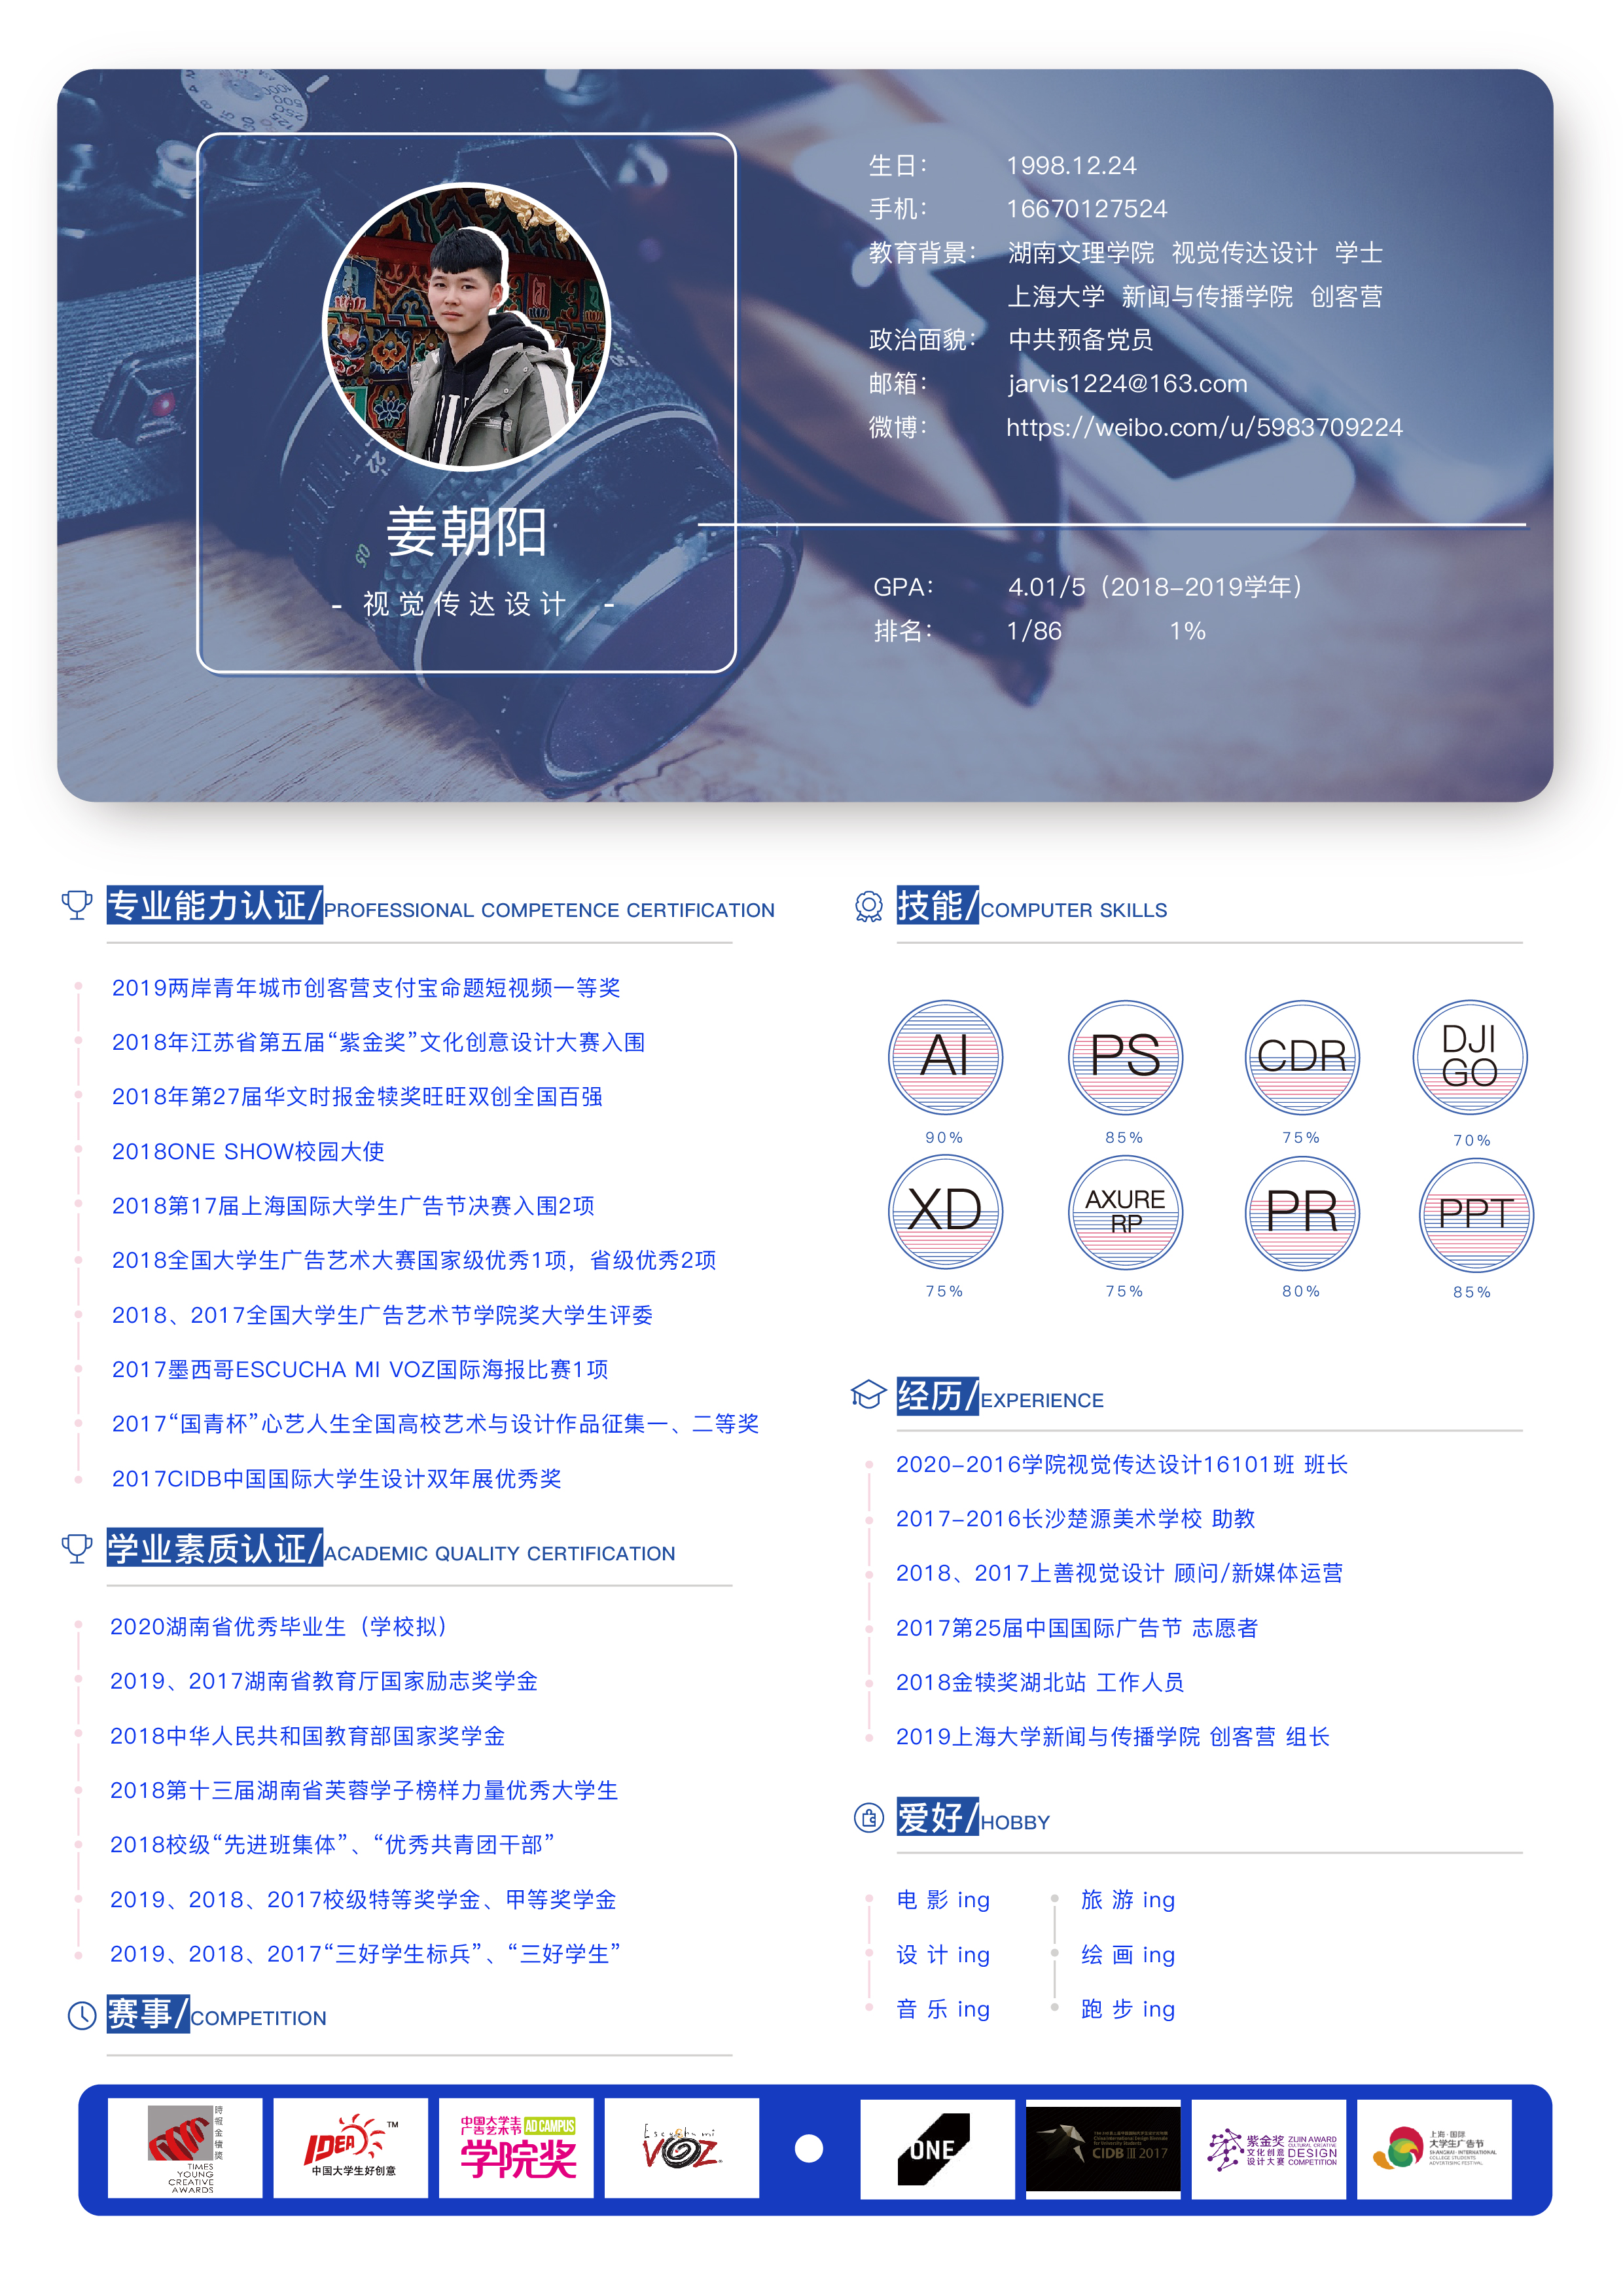 姜朝阳
- 视觉传达设计 -
生日： 1998.12.24
手机： 16670127524
教育背景： 湖南文理学院 视觉传达设计 学士
上海大学 新闻与传播学院 创客营
政治面貌： 中共预备党员
邮箱： jarvis1224@163.com
微博： https://weibo.com/u/5983709224
GPA： 4.01/5（2018-2019学年）
排名： 1/86 1%
专业能力认证/PROFESSIONAL COMPETENCE CERTIFICATION
2019两岸青年城市创客营支付宝命题短视频一等奖
2018年江苏省第五届“紫金奖”文化创意设计大赛入围
2018年第27届华文时报金犊奖旺旺双创全国百强
2018ONE SHOW校园大使
2018第17届上海国际大学生广告节决赛入围2项
2018全国大学生广告艺术大赛国家级优秀1项，省级优秀2项
2018、2017全国大学生广告艺术节学院奖大学生评委
2017墨西哥ESCUCHA MI VOZ国际海报比赛1项
2017“国青杯”心艺人生全国高校艺术与设计作品征集一、二等奖
2017CIDB中国国际大学生设计双年展优秀奖
学业素质认证/ACADEMIC QUALITY CERTIFICATION
2020湖南省优秀毕业生（学校拟）
2019、2017湖南省教育厅国家励志奖学金
2018中华人民共和国教育部国家奖学金
2018第十三届湖南省芙蓉学子榜样力量优秀大学生
2018校级“先进班集体”、“优秀共青团干部”
2019、2018、2017校级特等奖学金、甲等奖学金
2019、2018、2017“三好学生标兵”、“三好学生”
赛事/COMPETITION
技能/COMPUTER SKILLS
AI PS CDR DJI GO
90% 85% 75% 70%
XD AXURE RP PR PPT
75% 75% 80% 85%
经历/EXPERIENCE
2020-2016学院视觉传达设计16101班 班长
2017-2016长沙楚源美术学校 助教
2018、2017上善视觉设计 顾问/新媒体运营
2017第25届中国国际广告节 志愿者
2018金犊奖湖北站 工作人员
2019上海大学新闻与传播学院 创客营 组长
爱好/HOBBY
电 影 ing 旅 游 ing
设 计 ing 绘 画 ing
音 乐 ing 跑 步 ing
時報金犢獎
TIMES
YOUNG
CREATIVE
AWARDS
IDEA TM
中国大学生好创意
中国大学生
广告艺术节 AD CAMPUS
学院奖
Escucha mi
VOZ
ONE
CIDB III 2017
紫金奖 ZIJIN AWARD
文化创意 CULTURAL CREATIVE
设计大赛 DESIGN COMPETITION
上海·国际
大学生广告节
SHANGHAI·INTERNATIONAL
COLLEGE STUDENTS
ADVERTISING FESTIVAL